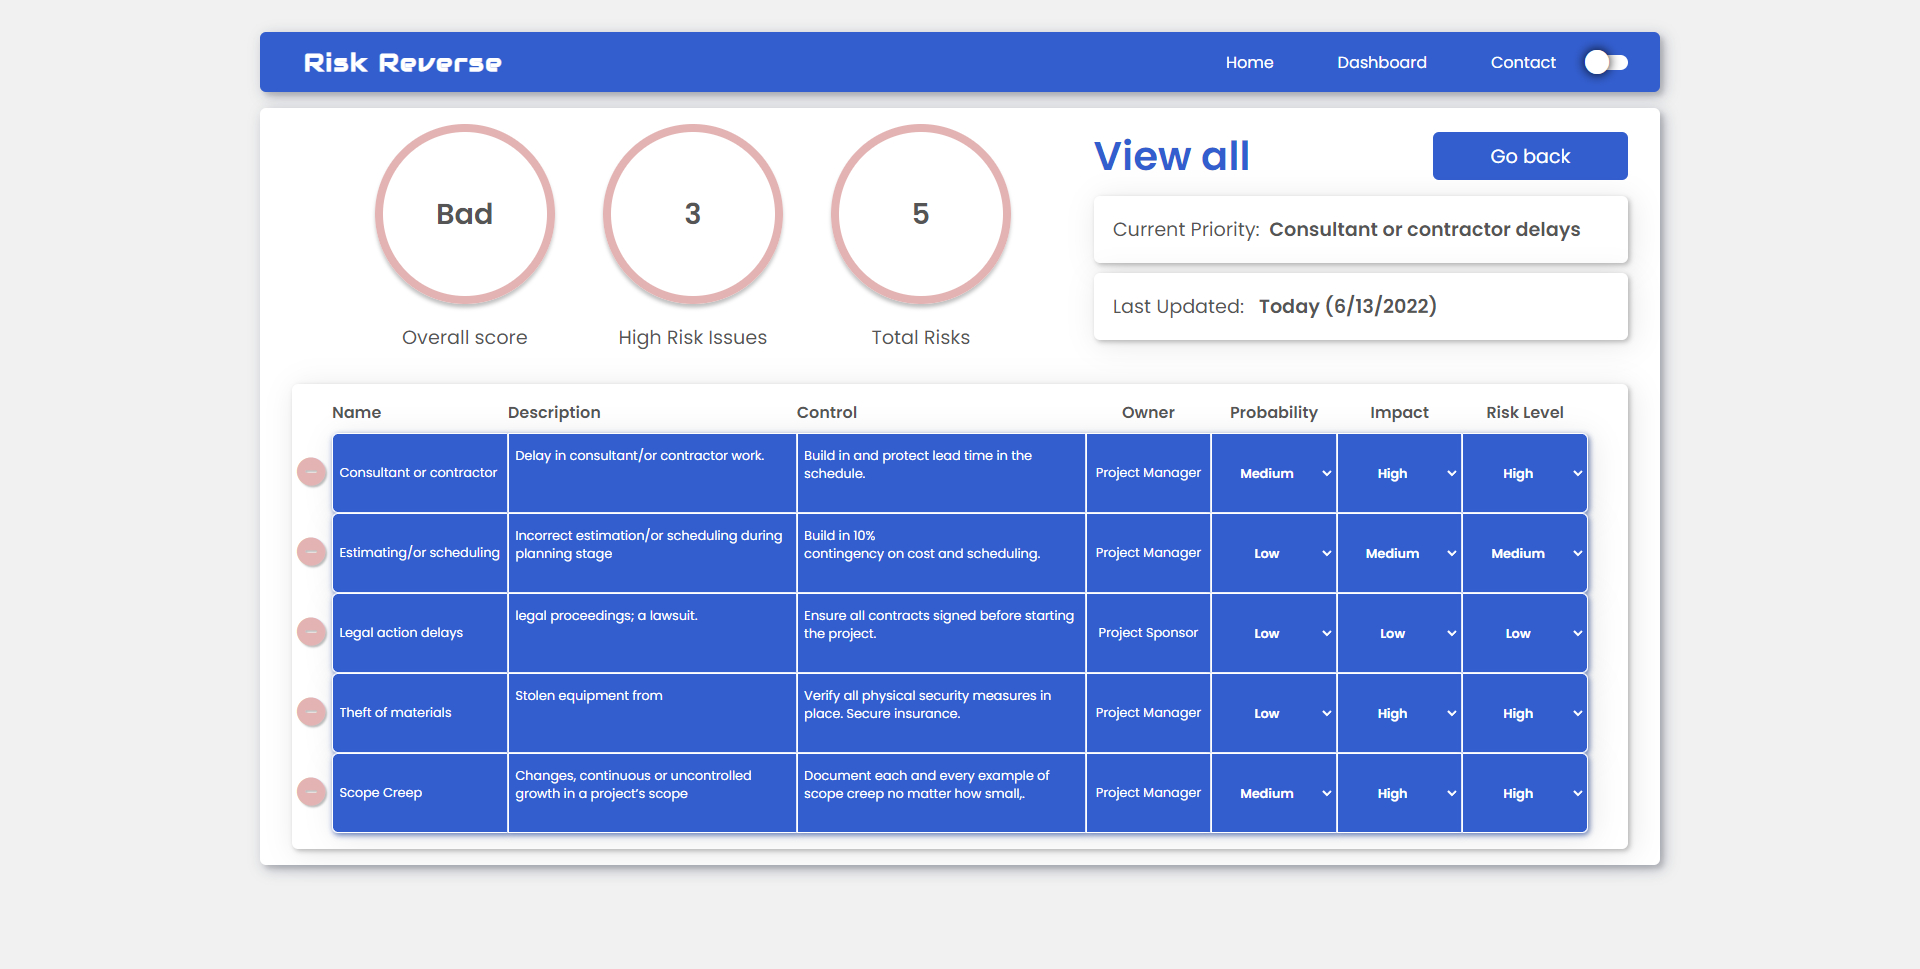 Risk Reverse
Home
Dashboard
Contact
Bad
3
5
Overall score
High Risk Issues
Total Risks
View all
Go back
Current Priority: Consultant or contractor delays
Last Updated: Today (6/13/2022)
Name
Description
Control
Owner
Probability
Impact
Risk Level
Consultant or contractor
Delay in consultant/or contractor work.
Build in and protect lead time in the
schedule.
Project Manager
Medium
High
High
Estimating/or scheduling
Incorrect estimation/or scheduling during
planning stage
Build in 10%
contingency on cost and scheduling.
Project Manager
Low
Medium
Medium
Legal action delays
legal proceedings; a lawsuit.
Ensure all contracts signed before starting
the project.
Project Sponsor
Low
Low
Low
Theft of materials
Stolen equipment from
Verify all physical security measures in
place. Secure insurance.
Project Manager
Low
High
High
Scope Creep
Changes, continuous or uncontrolled
growth in a project’s scope
Document each and every example of
scope creep no matter how small,.
Project Manager
Medium
High
High